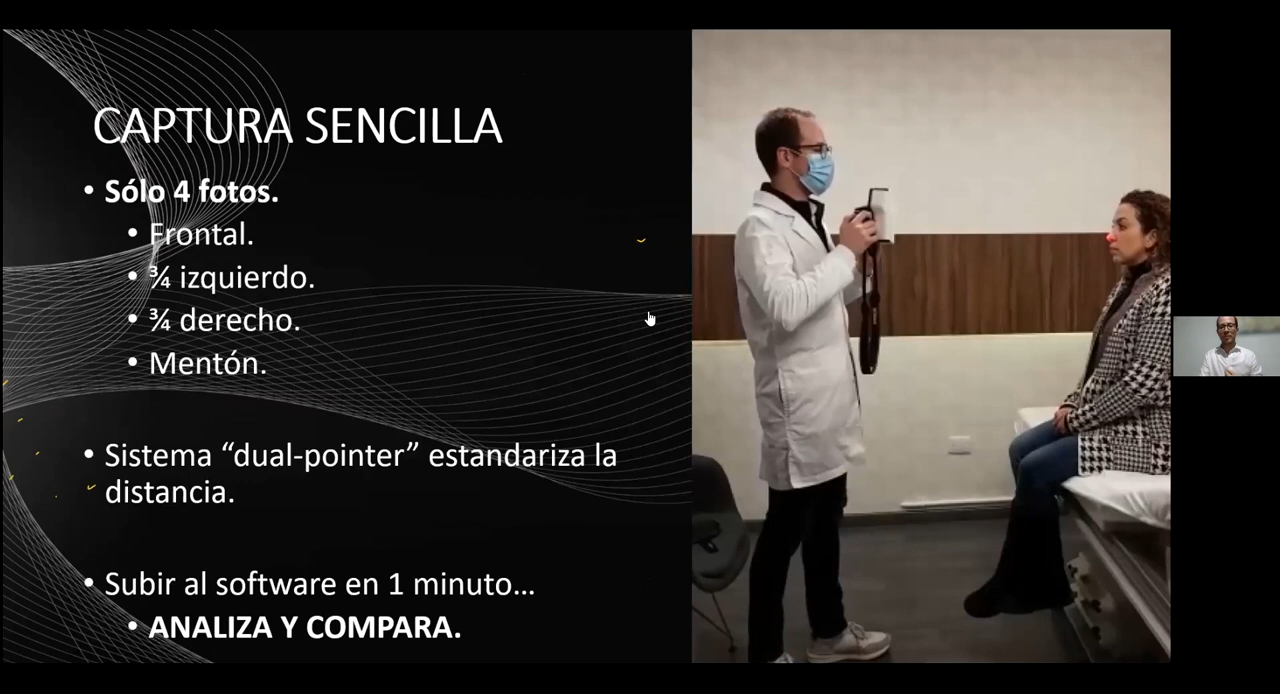 CAPTURA SENCILLA
• Sólo 4 fotos.
• Frontal.
• ¾ izquierdo.
• ¾ derecho.
• Mentón.
• Sistema “dual-pointer” estandariza la
distancia.
• Subir al software en 1 minuto…
• ANALIZA Y COMPARA.